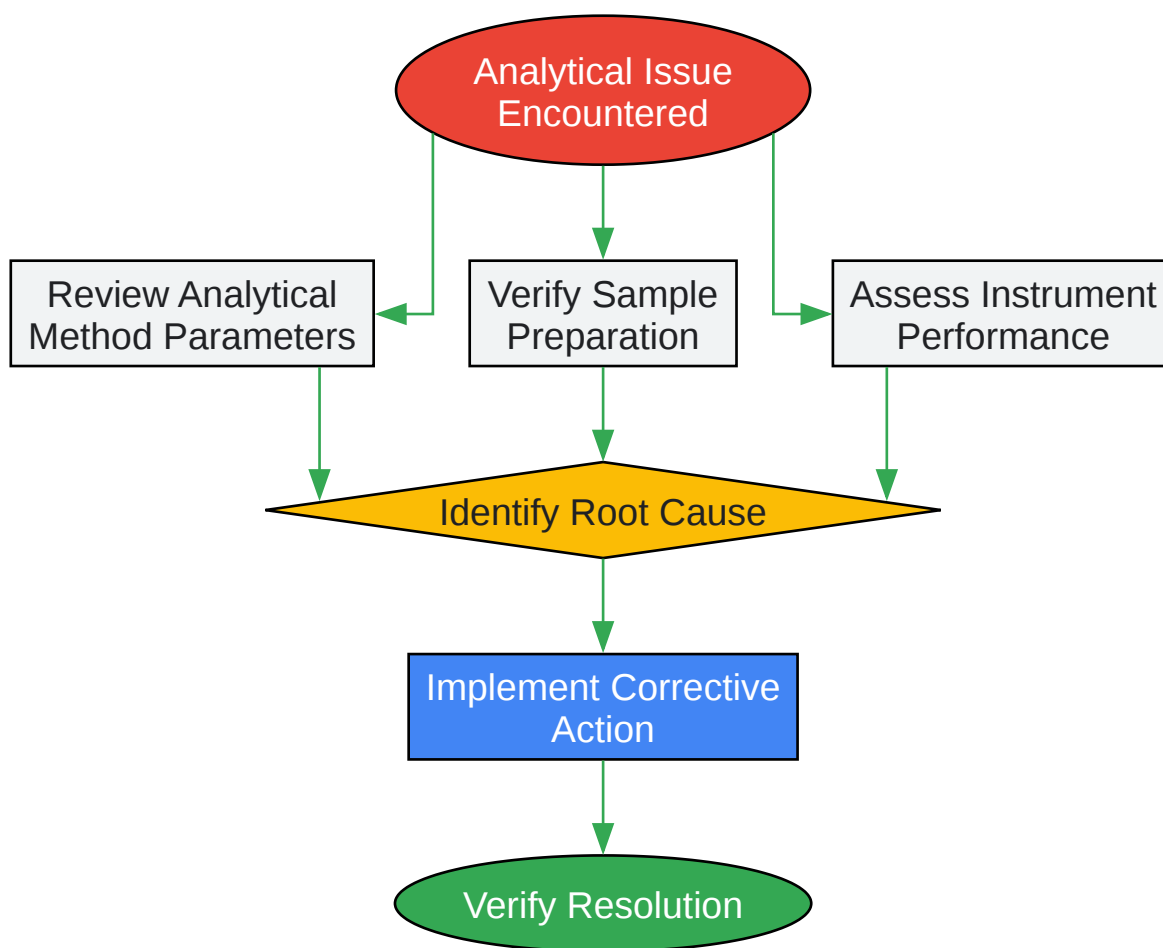 Analytical Issue
Encountered
Review Analytical
Method Parameters
Verify Sample
Preparation
Assess Instrument
Performance
Identify Root Cause
Implement Corrective
Action
Verify Resolution